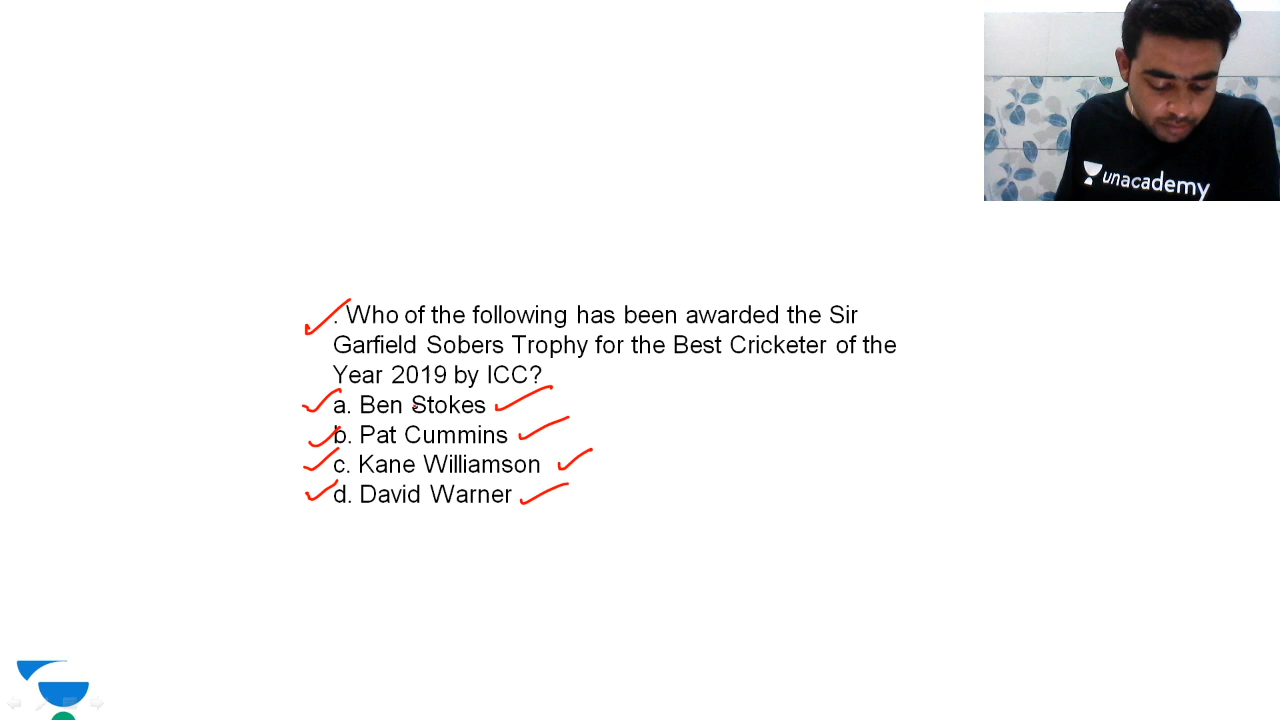 unacademy
. Who of the following has been awarded the Sir
Garfield Sobers Trophy for the Best Cricketer of the
Year 2019 by ICC?
a. Ben Stokes
b. Pat Cummins
c. Kane Williamson
d. David Warner